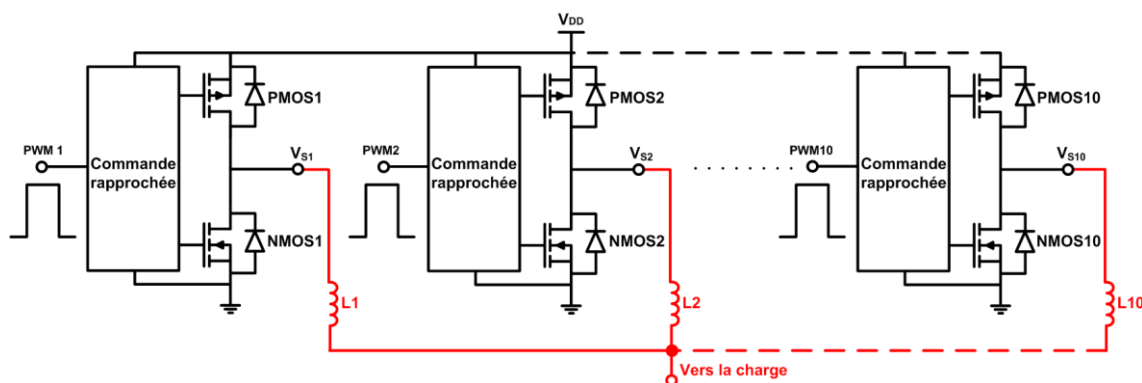 VDD
PMOS1
PMOS2
PMOS10
PWM 1
Commande
rapprochée
VS1
PWM2
Commande
rapprochée
VS2
. . . . . . . .
PWM10
Commande
rapprochée
VS10
NMOS1
NMOS2
NMOS10
L1
L2
L10
Vers la charge